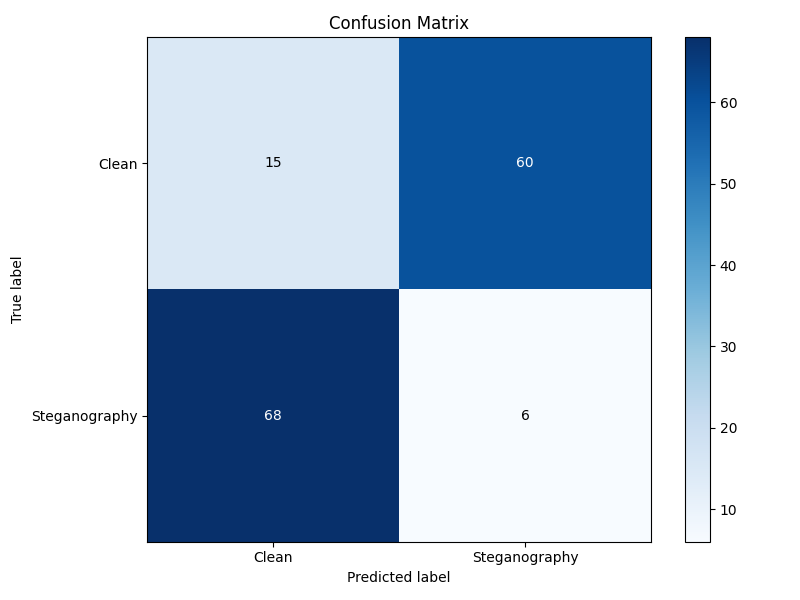 Confusion Matrix
Clean
15
60
60
50
True label
40
30
Steganography
68
6
20
10
Clean
Steganography
Predicted label